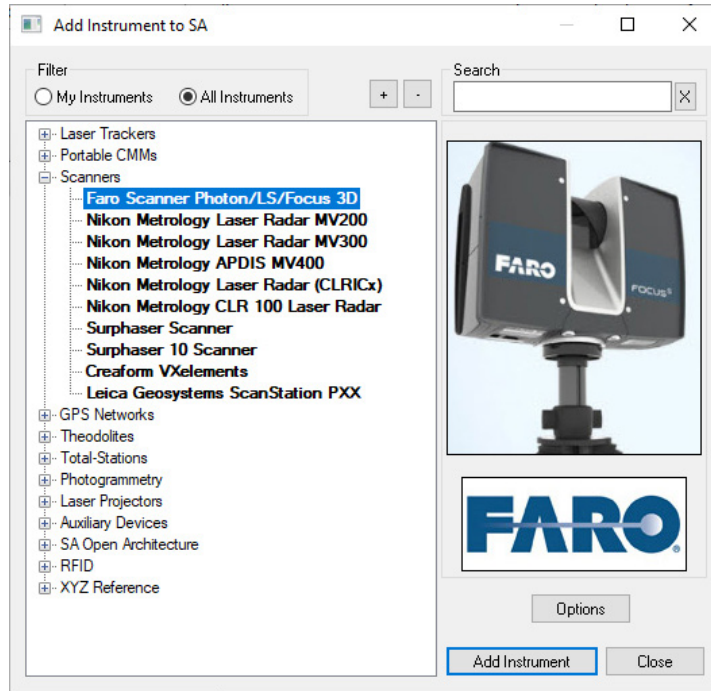 Add Instrument to SA
Filter
My Instruments
All Instruments
+
-
Search
X
Laser Trackers
Portable CMMs
Scanners
Faro Scanner Photon/LS/Focus 3D
Nikon Metrology Laser Radar MV200
Nikon Metrology Laser Radar MV300
Nikon Metrology APDIS MV400
Nikon Metrology Laser Radar (CLRICx)
Nikon Metrology CLR 100 Laser Radar
Surphaser Scanner
Surphaser 10 Scanner
Creaform VXelements
Leica Geosystems ScanStation PXX
GPS Networks
Theodolites
Total-Stations
Photogrammetry
Laser Projectors
Auxiliary Devices
SA Open Architecture
RFID
XYZ Reference
FARO
FOCUS
FARO
Options
Add Instrument
Close